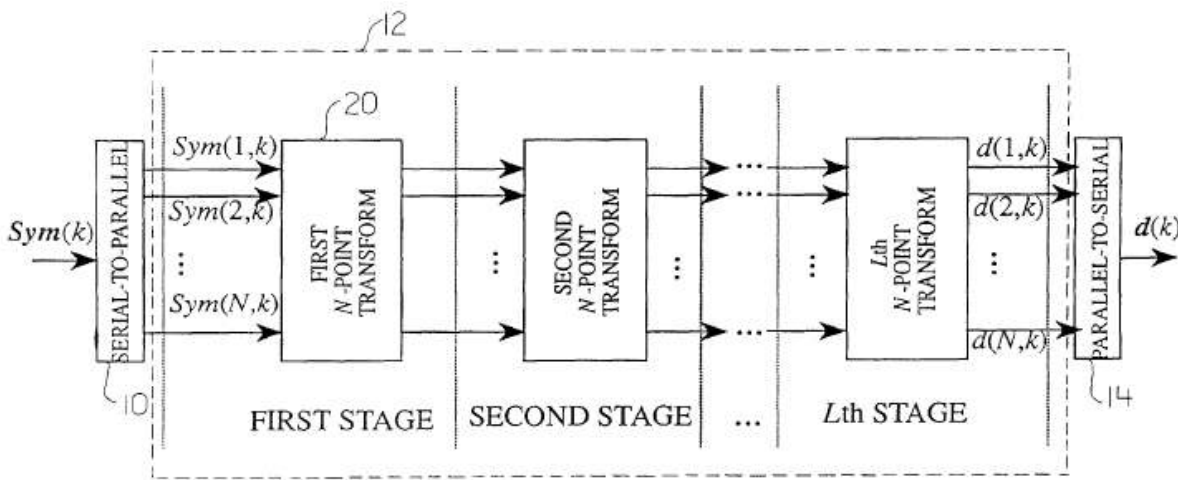 12
20
Sym(k)
SERIAL-TO-PARALLEL
10
Sym(1,k)
Sym(2,k)
⋮
Sym(N,k)
FIRST
N-POINT
TRANSFORM
⋮
SECOND
N-POINT
TRANSFORM
⋮
...
...
...
⋮
Lth
N-POINT
TRANSFORM
d(1,k)
d(2,k)
⋮
d(N,k)
PARALLEL-TO-SERIAL
14
d(k)
FIRST STAGE
SECOND STAGE
...
Lth STAGE